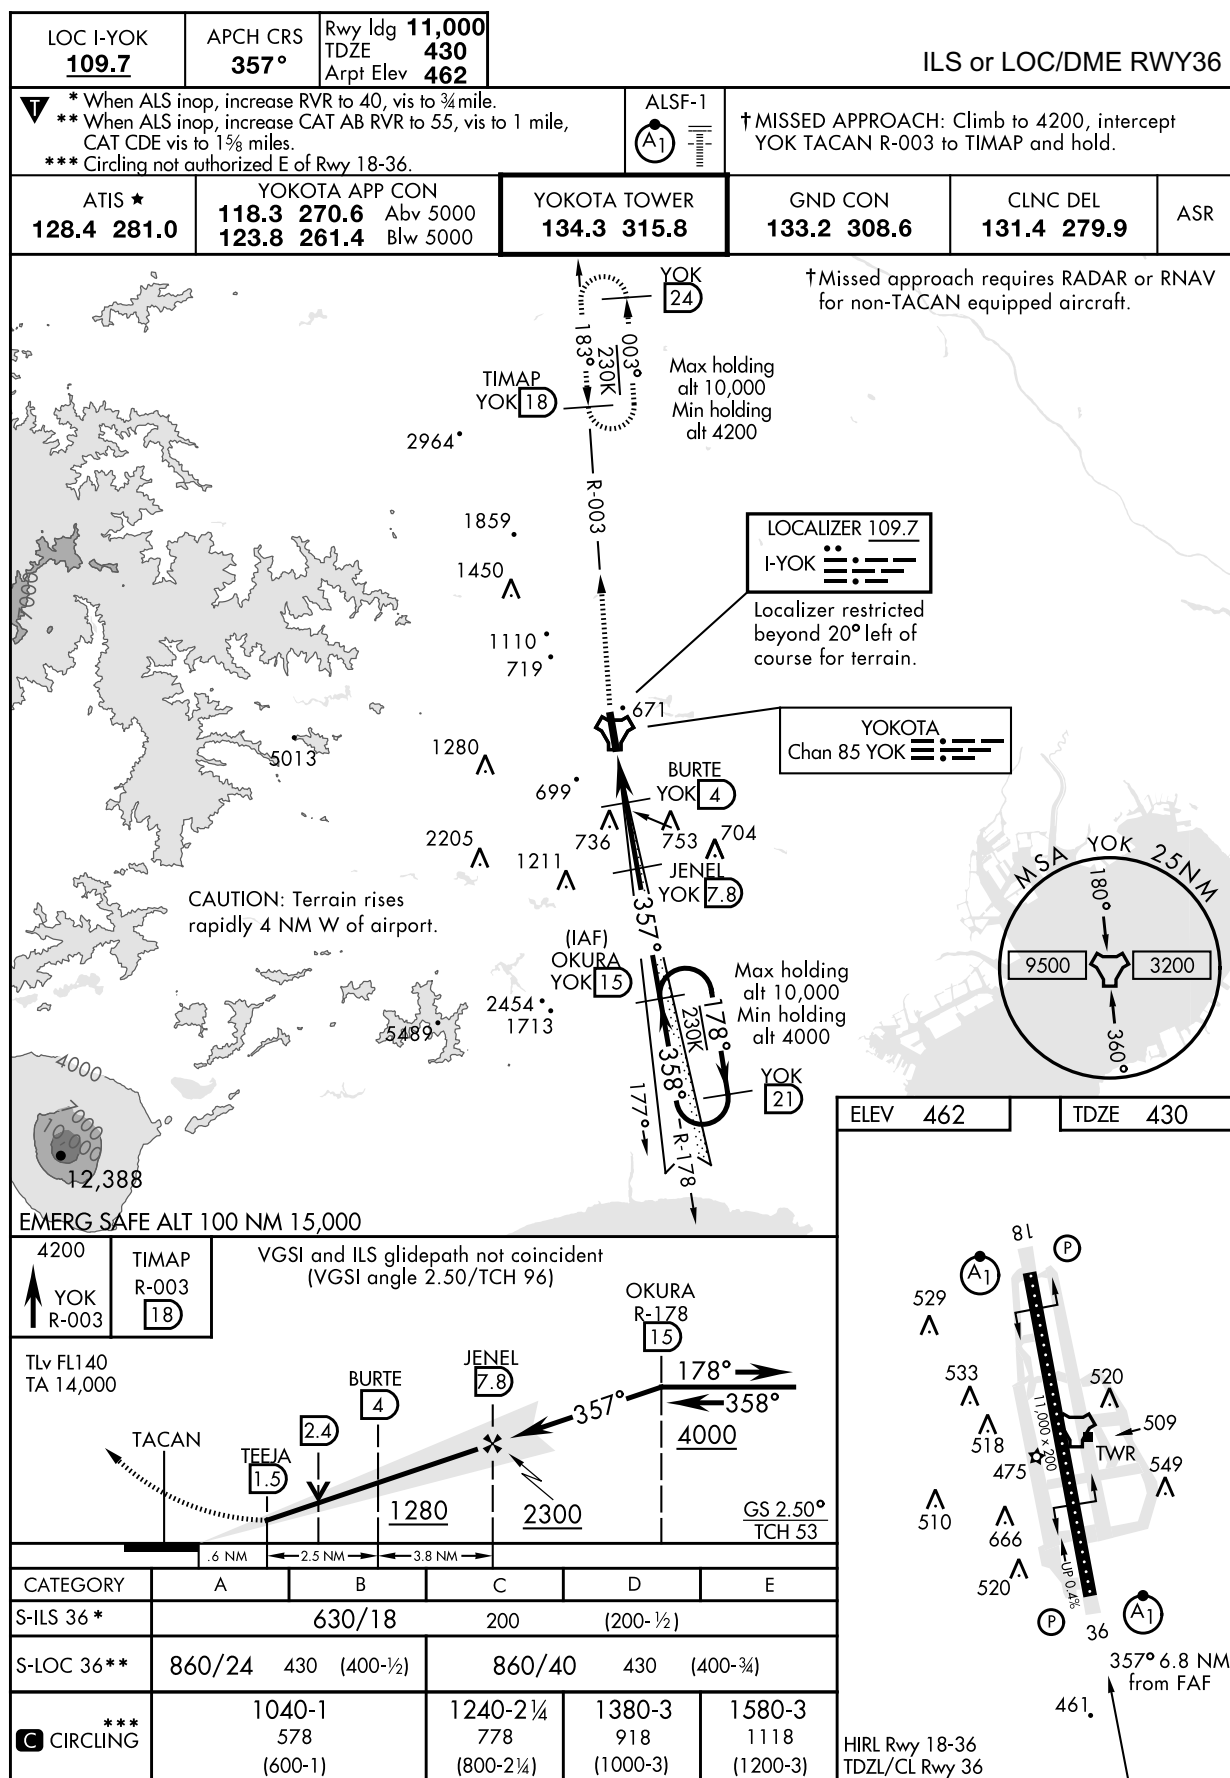 LOC I-YOK
109.7
APCH CRS
357°
Rwy ldg 11,000
TDZE 430
Arpt Elev 462
ILS or LOC/DME RWY36
T
* When ALS inop, increase RVR to 40, vis to ¾ mile.
** When ALS inop, increase CAT AB RVR to 55, vis to 1 mile,
CAT CDE vis to 1⅝ miles.
*** Circling not authorized E of Rwy 18-36.
ALSF-1
A1
† MISSED APPROACH: Climb to 4200, intercept
YOK TACAN R-003 to TIMAP and hold.
ATIS ★
128.4 281.0
YOKOTA APP CON
118.3 270.6 Abv 5000
123.8 261.4 Blw 5000
YOKOTA TOWER
134.3 315.8
GND CON
133.2 308.6
CLNC DEL
131.4 279.9
ASR
† Missed approach requires RADAR or RNAV
for non-TACAN equipped aircraft.
YOK
24
183°
230K
003°
Max holding
alt 10,000
Min holding
alt 4200
TIMAP
YOK 18
2964
R-003
1859
LOCALIZER 109.7
I-YOK
1450
7000
Localizer restricted
beyond 20° left of
course for terrain.
1110
719
671
YOKOTA
Chan 85 YOK
5013
1280
BURTE
YOK 4
699
736
753
704
2205
1211
JENEL
YOK 7.8
MSA YOK 25NM
180°
9500
3200
360°
CAUTION: Terrain rises
rapidly 4 NM W of airport.
357°
(IAF)
OKURA
YOK 15
Max holding
alt 10,000
Min holding
alt 4000
178°
230K
2454
1713
5489
358°
YOK
21
177°
R-178
4000
12,388
EMERG SAFE ALT 100 NM 15,000
ELEV 462
TDZE 430
4200
YOK
R-003
TIMAP
R-003
18
VGSI and ILS glidepath not coincident
(VGSI angle 2.50/TCH 96)
OKURA
R-178
15
TLv FL140
TA 14,000
JENEL
7.8
BURTE
4
178°
358°
357°
4000
2.4
TACAN
TEEJA
1.5
1280
2300
GS 2.50°
TCH 53
.6 NM
2.5 NM
3.8 NM
18
P
A1
529
533
520
518
11,000 x 200
509
TWR
475
549
510
666
520
UP 0.4%
P
36
A1
357° 6.8 NM
from FAF
461
HIRL Rwy 18-36
TDZL/CL Rwy 36
CATEGORY A B C D E
S-ILS 36 * 630/18 200 (200-½)
S-LOC 36** 860/24 430 (400-½) 860/40 430 (400-¾)
C CIRCLING ***
1040-1 1240-2¼ 1380-3 1580-3
578 778 918 1118
(600-1) (800-2¼) (1000-3) (1200-3)